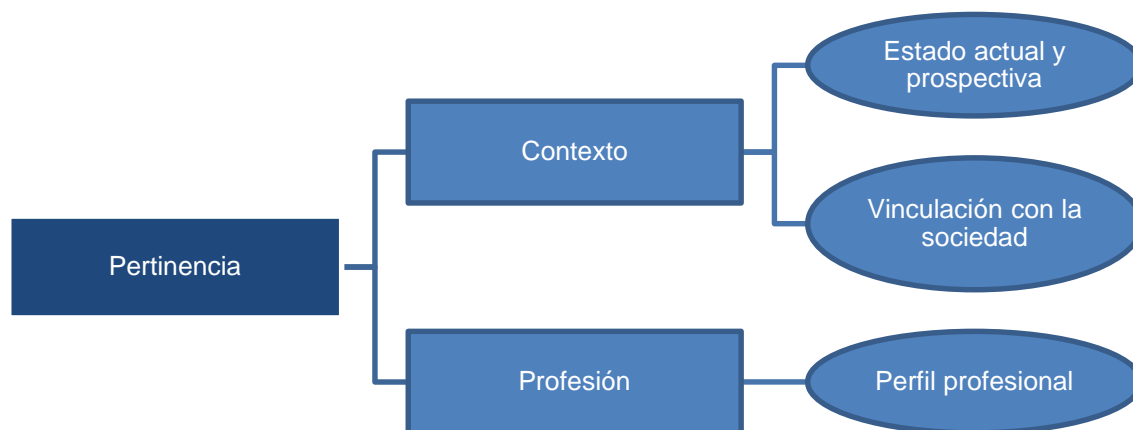 Estado actual y
prospectiva
Contexto
Vinculación con la
sociedad
Pertinencia
Profesión
Perfil profesional